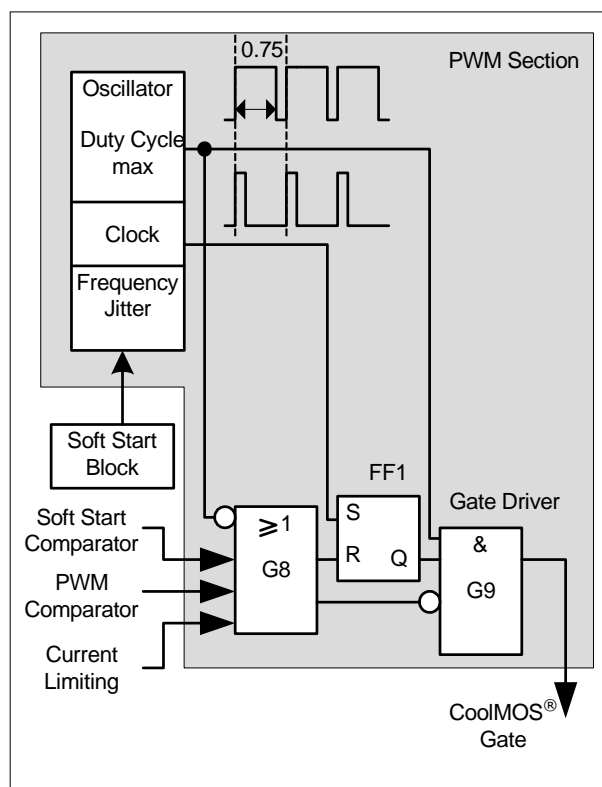 0.75
PWM Section
Oscillator
Duty Cycle
max
Clock
Frequency
Jitter
Soft Start
Block
FF1
Gate Driver
Soft Start
Comparator
PWM
Comparator
Current
Limiting
≥1
G8
S
R
Q
&
G9
CoolMOS®
Gate